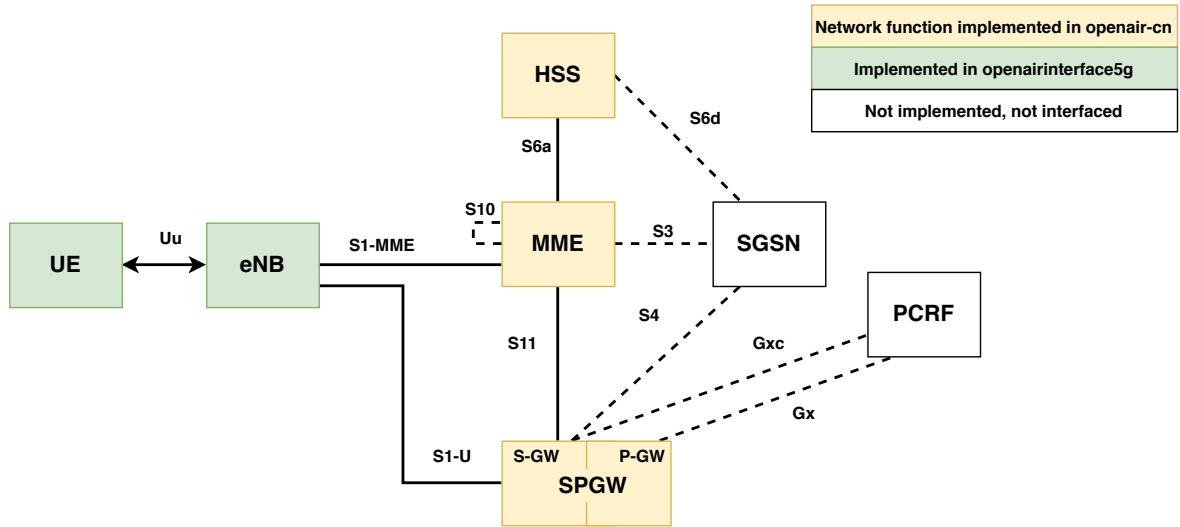 Network function implemented in openair-cn
Implemented in openairinterface5g
Not implemented, not interfaced
HSS
S6d
S6a
S10
MME
S3
SGSN
Uu
S1-MME
UE
eNB
PCRF
S4
S11
Gxc
Gx
S1-U
S-GW
P-GW
SPGW